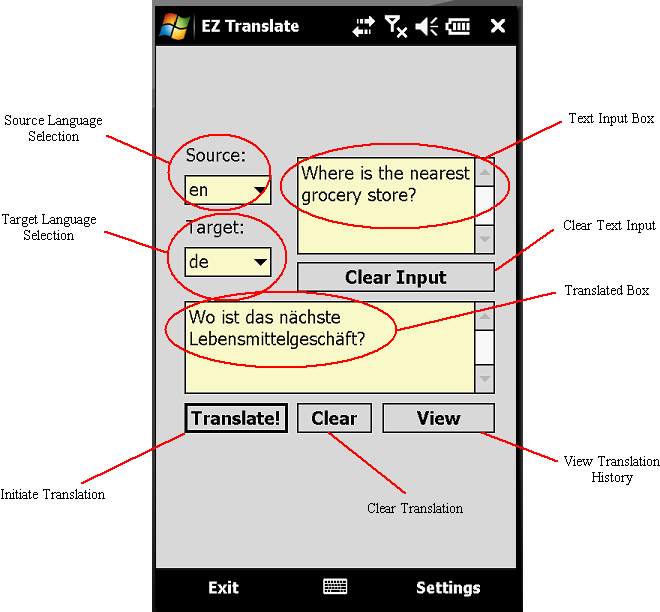 EZ Translate
Source Language
Selection
Source:
en
Text Input Box
Where is the nearest
grocery store?
Target Language
Selection
Target:
de
Clear Text Input
Clear Input
Translated Box
Wo ist das nächste
Lebensmittelgeschäft?
Translate!
Clear
View
Initiate Translation
Clear Translation
View Translation
History
Exit
Settings